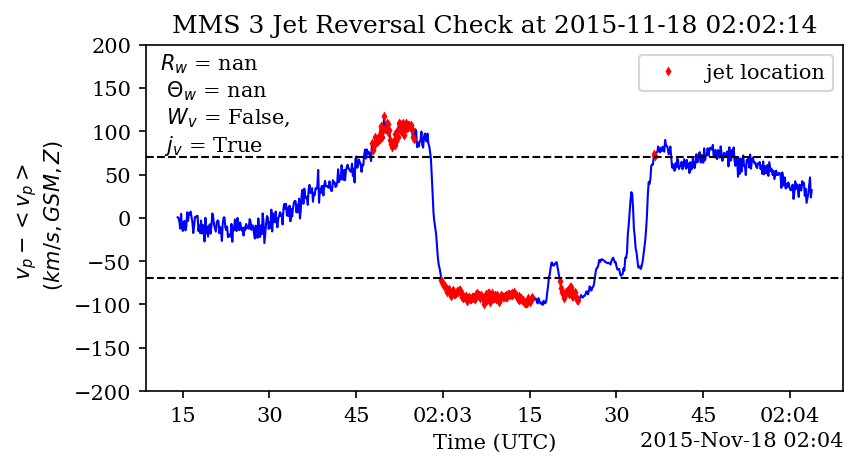 MMS 3 Jet Reversal Check at 2015-11-18 02:02:14
200
150
100
50
0
−50
−100
−150
−200
v_p − < v_p >
(km/s, GSM, Z)
R_w = nan
Θ_w = nan
W_v = False,
j_v = True
jet location
15 30 45 02:03 15 30 45 02:04
Time (UTC)
2015-Nov-18 02:04